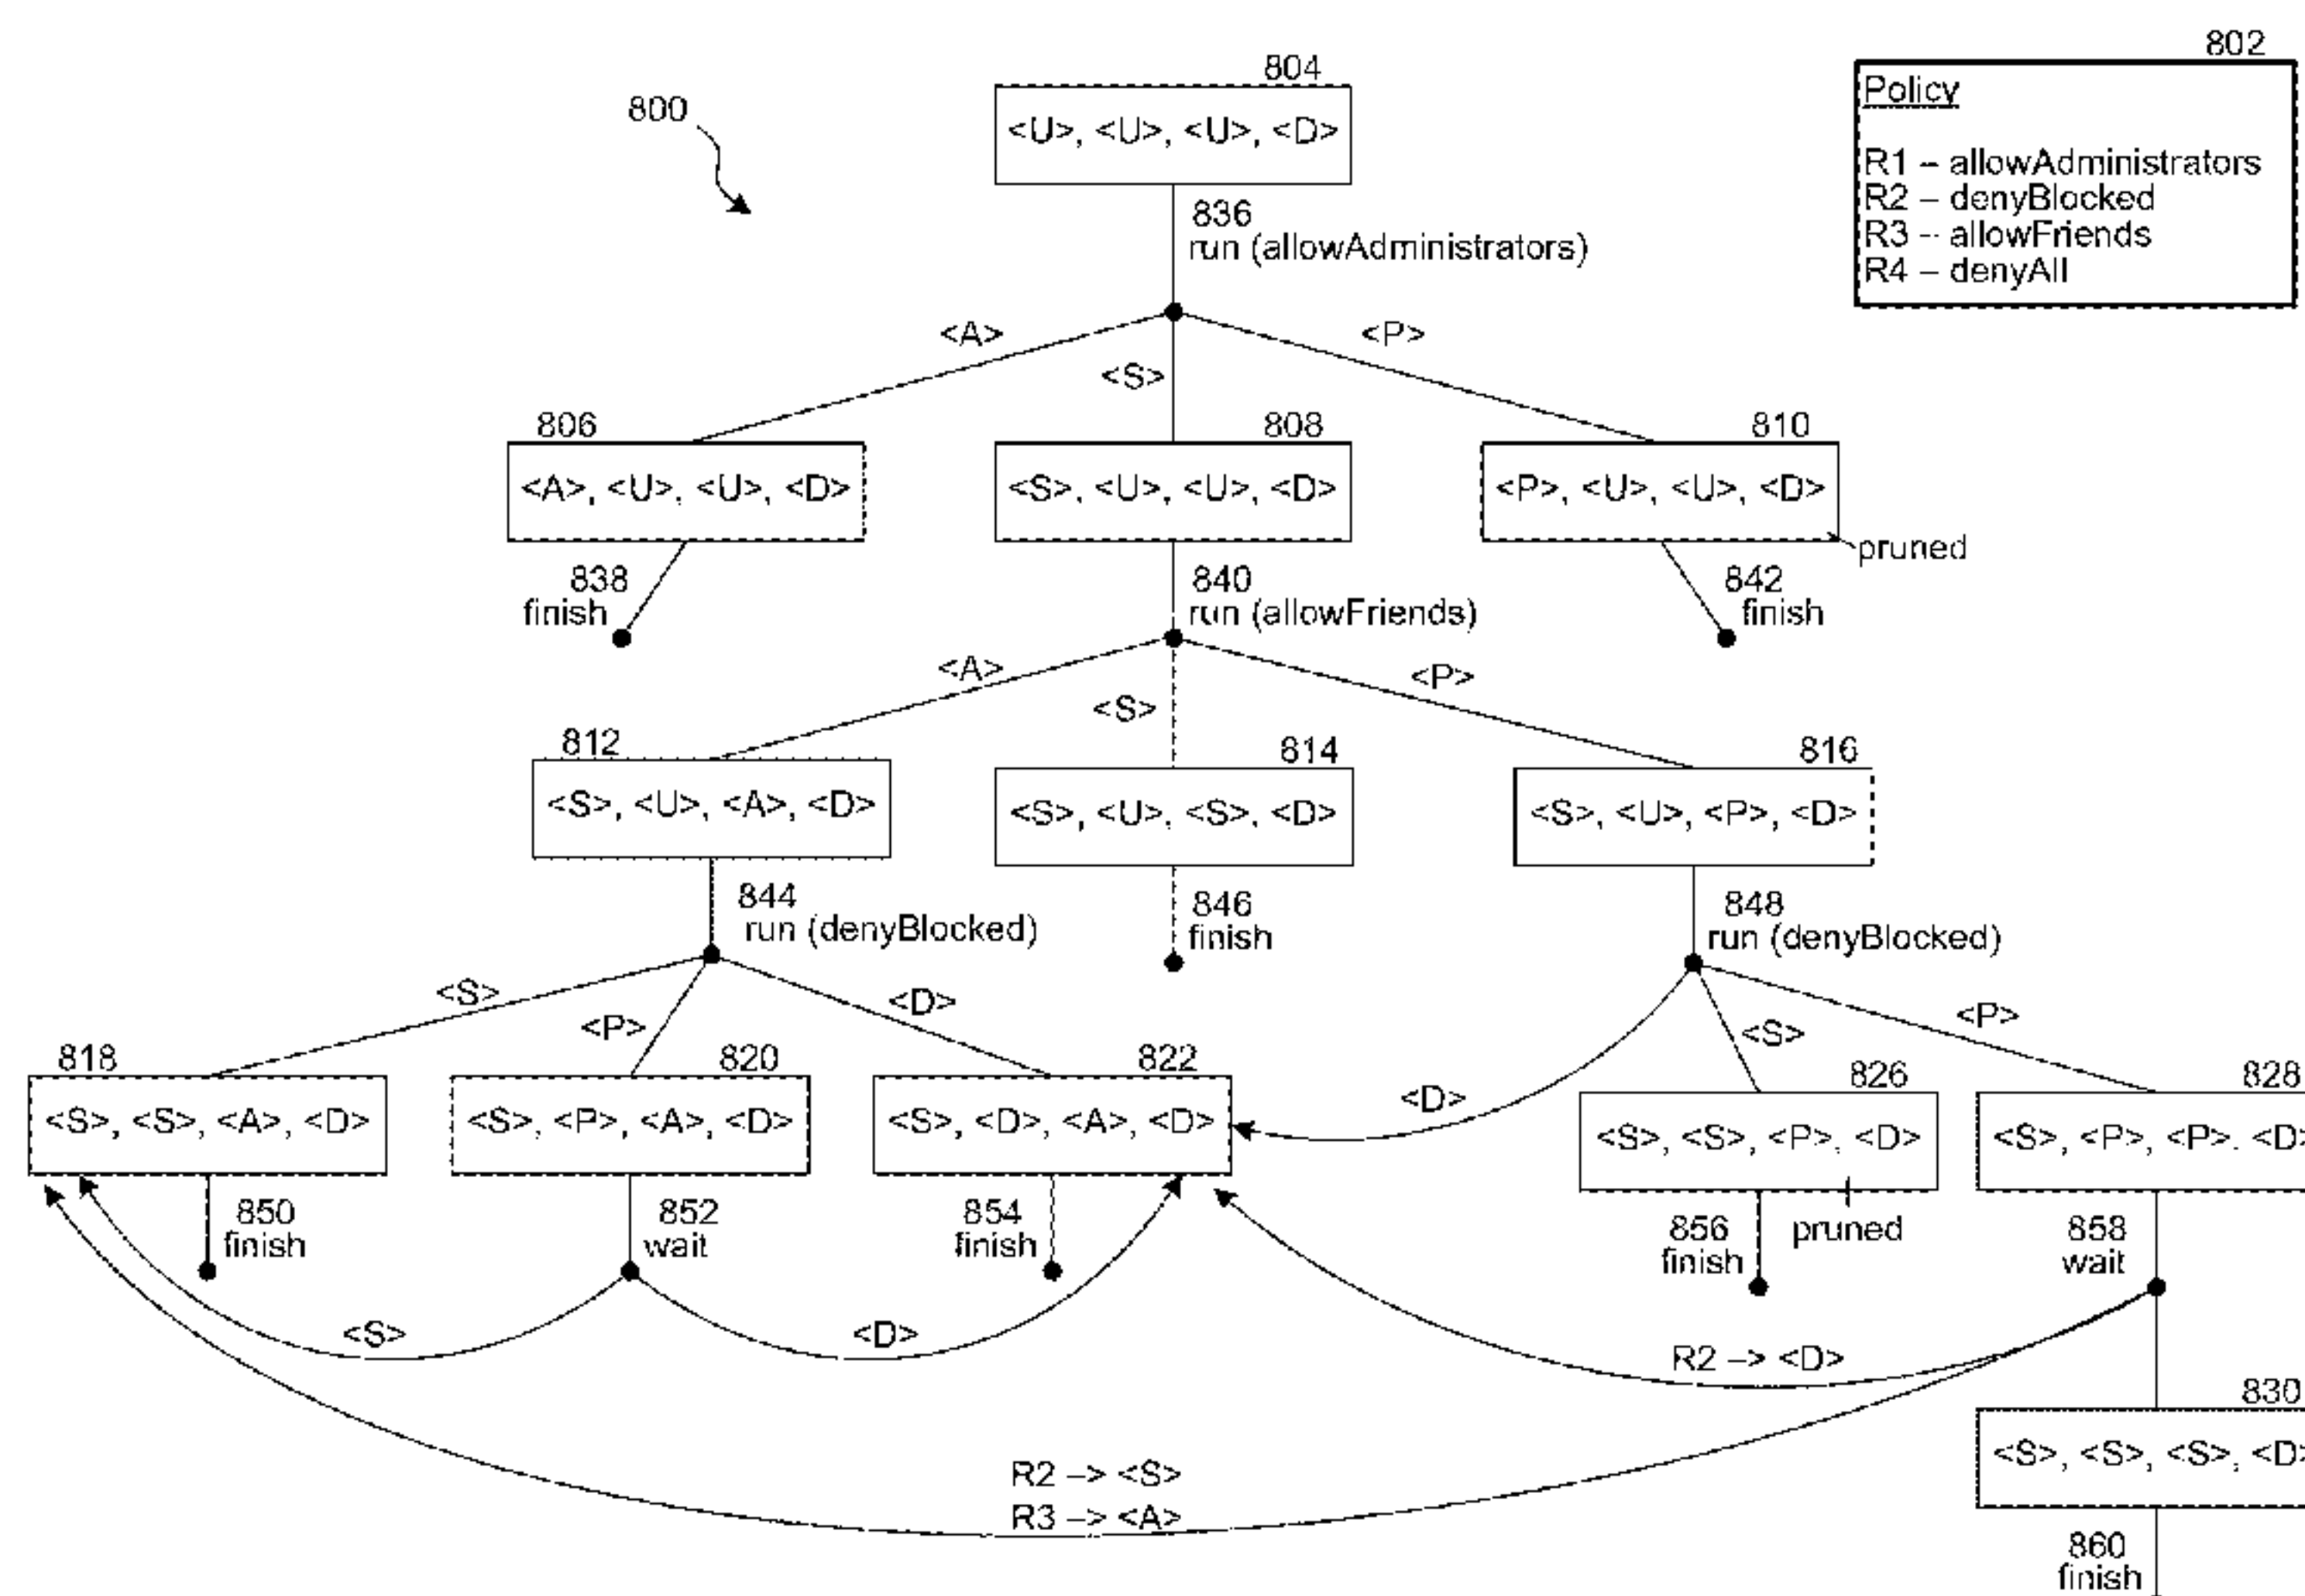 802
Policy
R1 – allowAdministrators
R2 – denyBlocked
R3 – allowFriends
R4 – denyAll
800
804
<U>, <U>, <U>, <D>
836
run (allowAdministrators)
<A>
<S>
<P>
806
<A>, <U>, <U>, <D>
808
<S>, <U>, <U>, <D>
810
<P>, <U>, <U>, <D>
pruned
838
finish
840
run (allowFriends)
842
finish
<A>
<S>
<P>
812
<S>, <U>, <A>, <D>
814
<S>, <U>, <S>, <D>
816
<S>, <U>, <P>, <D>
844
run (denyBlocked)
846
finish
848
run (denyBlocked)
<S>
<P>
<D>
<D>
<S>
<P>
818
<S>, <S>, <A>, <D>
820
<S>, <P>, <A>, <D>
822
<S>, <D>, <A>, <D>
826
<S>, <S>, <P>, <D>
828
<S>, <P>, <P>, <D>
850
finish
852
wait
854
finish
856
finish
pruned
858
wait
<S>
<D>
R2 –> <D>
830
<S>, <S>, <S>, <D>
R2 –> <S>
R3 –> <A>
860
finish